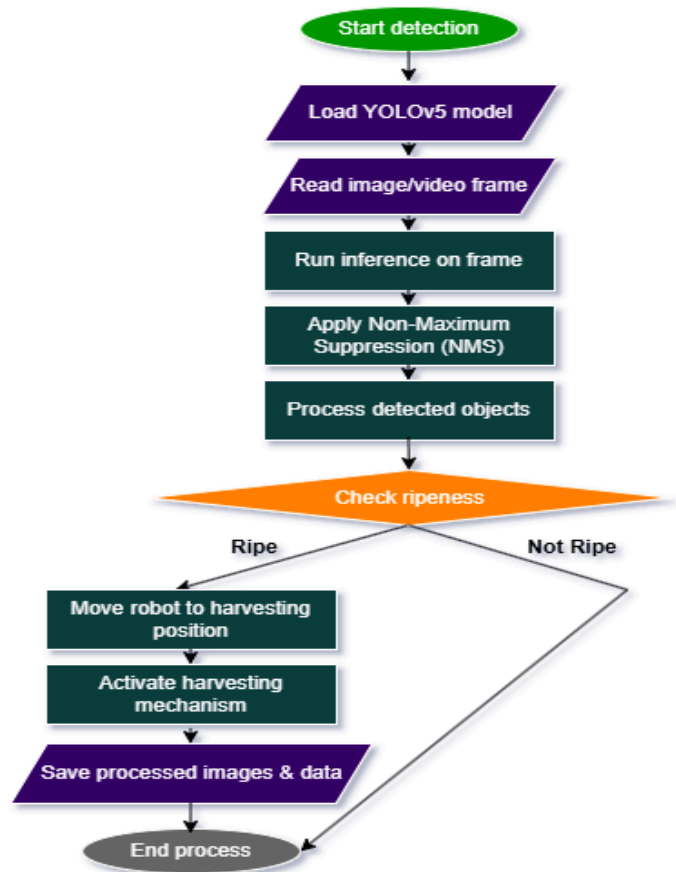 Start detection
Load YOLOv5 model
Read image/video frame
Run inference on frame
Apply Non-Maximum
Suppression (NMS)
Process detected objects
Check ripeness
Ripe
Not Ripe
Move robot to harvesting
position
Activate harvesting
mechanism
Save processed images & data
End process